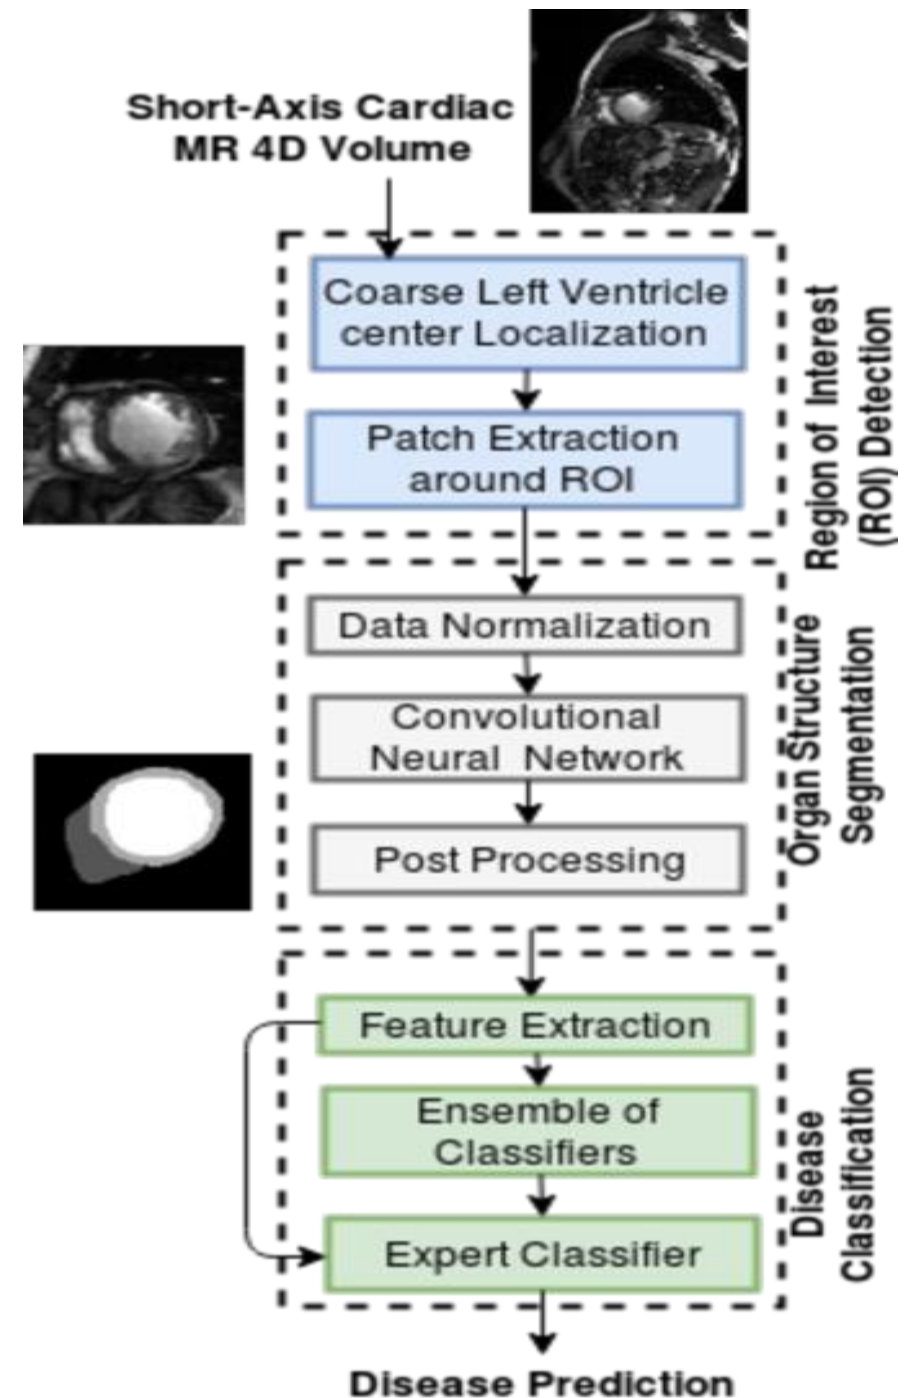 Short-Axis Cardiac
MR 4D Volume
Coarse Left Ventricle
center Localization
Patch Extraction
around ROI
Region of Interest
(ROI) Detection
Data Normalization
Convolutional
Neural Network
Post Processing
Organ Structure
Segmentation
Feature Extraction
Ensemble of
Classifiers
Expert Classifier
Disease
Classification
Disease Prediction